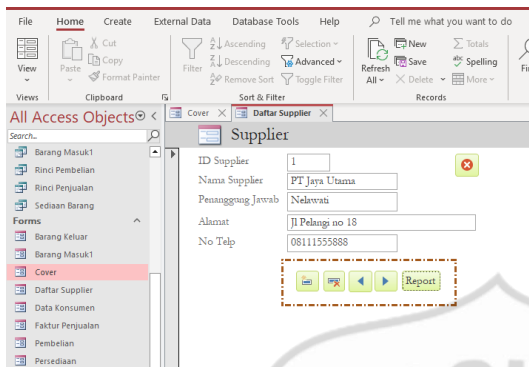 File Home Create External Data Database Tools Help Tell me what you want to do
View Paste Cut Copy Format Painter
Filter Ascending Descending Remove Sort Selection Advanced Toggle Filter
Refresh All New Save Delete Totals Spelling More
Views Clipboard Sort & Filter Records
All Access Objects
Search...
Barang Masuk1
Rinci Pembelian
Rinci Penjualan
Sediaan Barang
Forms
Barang Keluar
Barang Masuk1
Cover
Daftar Supplier
Data Konsumen
Faktur Penjualan
Pembelian
Persediaan
Cover Daftar Supplier
Supplier
ID Supplier 1
Nama Supplier PT Jaya Utama
Penanggung Jawab Nelawati
Alamat Jl Pelangi no 18
No Telp 08111555888
Report